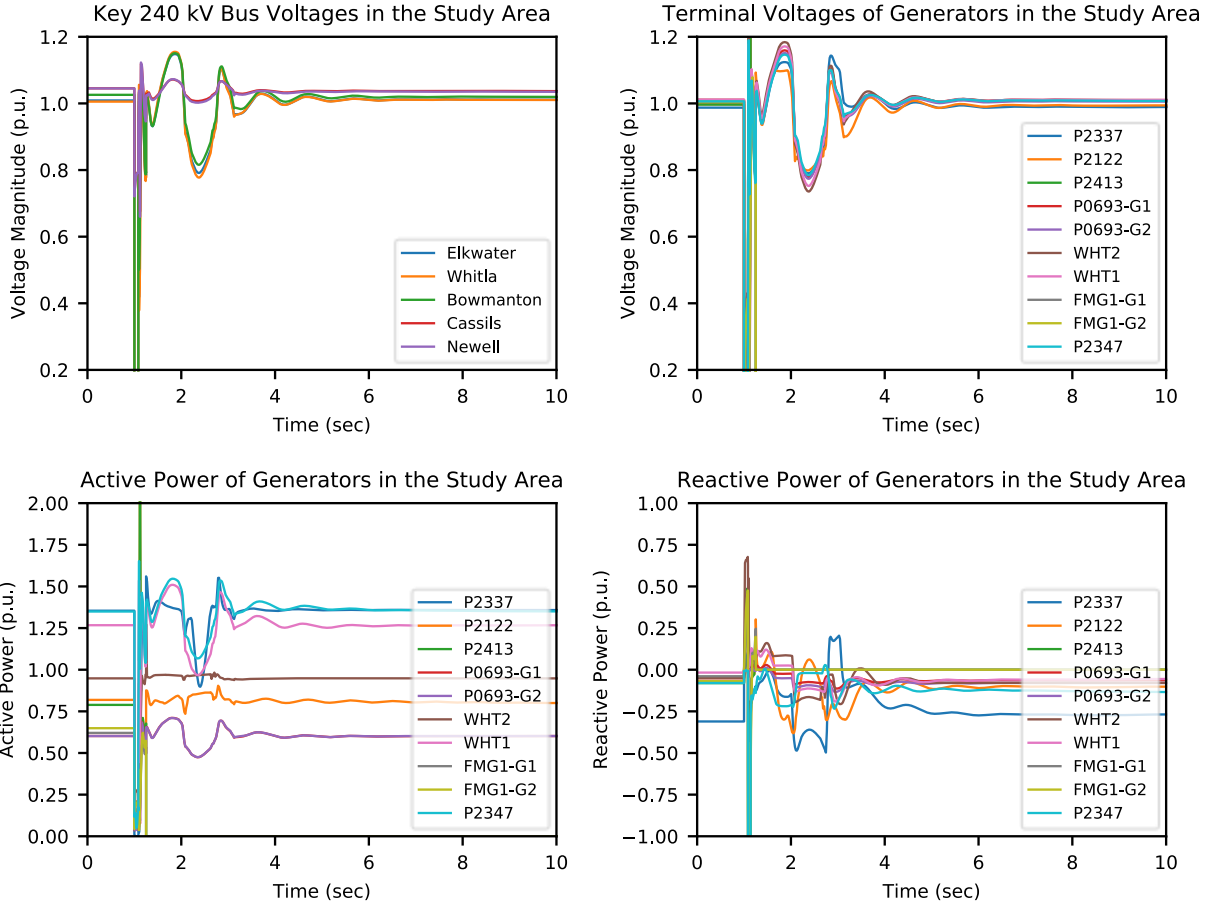 Key 240 kV Bus Voltages in the Study Area
Voltage Magnitude (p.u.)
1.2
1.0
0.8
0.6
0.4
0.2
Elkwater
Whitla
Bowmanton
Cassils
Newell
0 2 4 6 8 10
Time (sec)
Terminal Voltages of Generators in the Study Area
Voltage Magnitude (p.u.)
1.2
1.0
0.8
0.6
0.4
0.2
P2337
P2122
P2413
P0693-G1
P0693-G2
WHT2
WHT1
FMG1-G1
FMG1-G2
P2347
0 2 4 6 8 10
Time (sec)
Active Power of Generators in the Study Area
Active Power (p.u.)
2.00
1.75
1.50
1.25
1.00
0.75
0.50
0.25
0.00
P2337
P2122
P2413
P0693-G1
P0693-G2
WHT2
WHT1
FMG1-G1
FMG1-G2
P2347
0 2 4 6 8 10
Time (sec)
Reactive Power of Generators in the Study Area
Reactive Power (p.u.)
1.00
0.75
0.50
0.25
0.00
−0.25
−0.50
−0.75
−1.00
P2337
P2122
P2413
P0693-G1
P0693-G2
WHT2
WHT1
FMG1-G1
FMG1-G2
P2347
0 2 4 6 8 10
Time (sec)